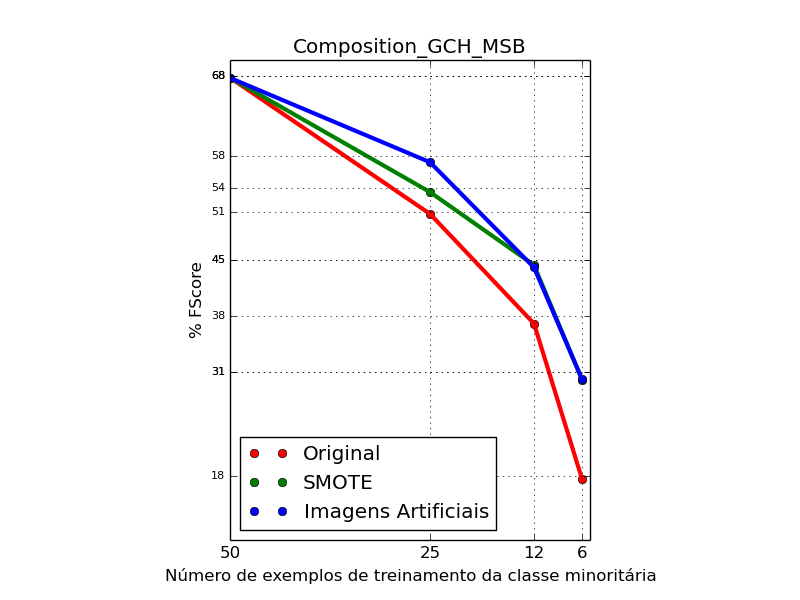 Composition_GCH_MSB
68
58
54
51
45
38
31
18
% FScore
Original
SMOTE
Imagens Artificiais
50 25 12 6
Número de exemplos de treinamento da classe minoritária